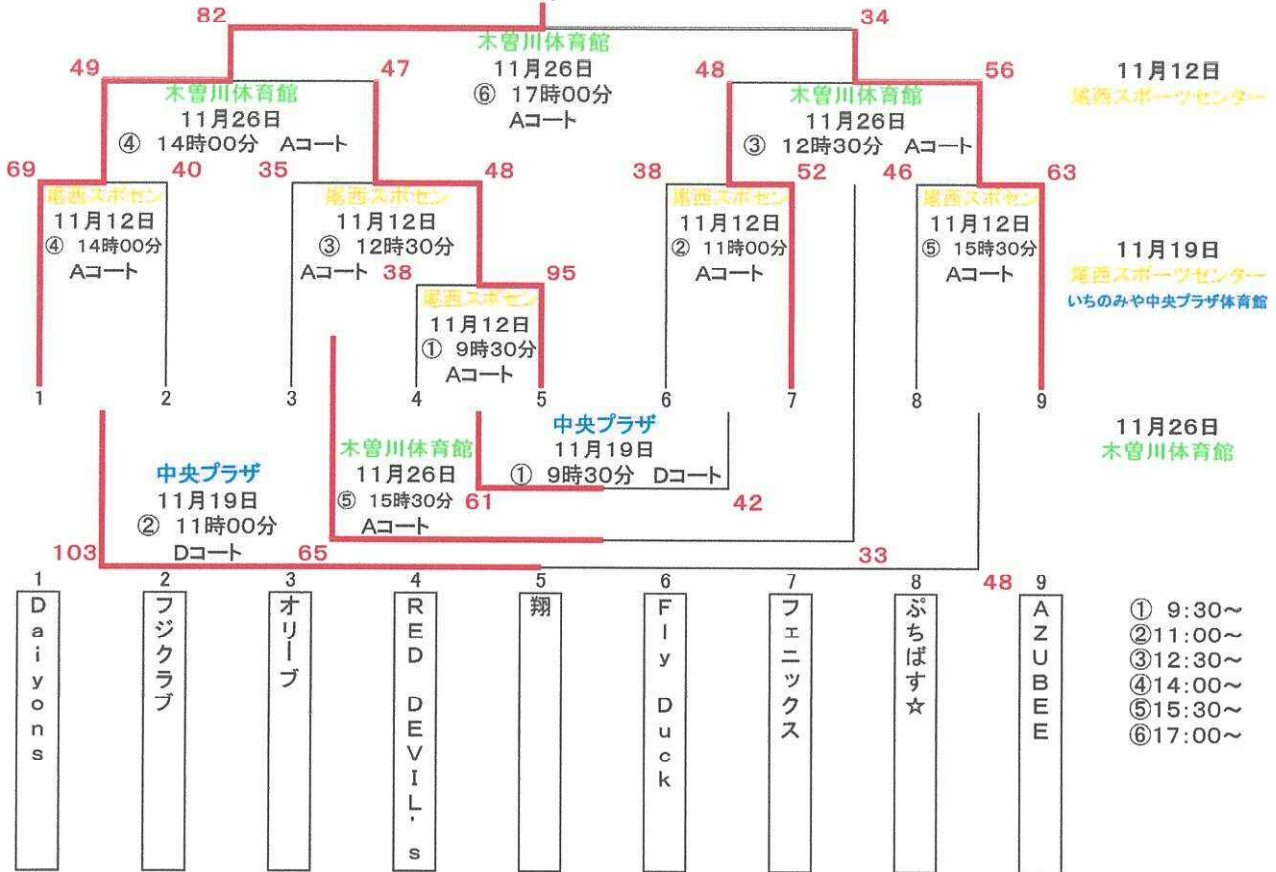 82
34
木曽川体育館
11月26日
⑥ 17時00分
Aコート
49
47
48
56
木曽川体育館
11月26日
④ 14時00分 Aコート
木曽川体育館
11月26日
③ 12時30分 Aコート
11月12日
尾西スポーツセンター
69
40
35
48
38
52
46
63
尾西スポセン
11月12日
④ 14時00分
Aコート
尾西スポセン
11月12日
③ 12時30分
Aコート
尾西スポセン
11月12日
② 11時00分
Aコート
尾西スポセン
11月12日
⑤ 15時30分
Aコート
11月19日
尾西スポーツセンター
いちのみや中央プラザ体育館
38
95
尾西スポセン
11月12日
① 9時30分
Aコート
1 2 3 4 5 6 7 8 9
11月26日
木曽川体育館
中央プラザ
11月19日
① 9時30分 Dコート
61
42
木曽川体育館
11月26日
⑤ 15時30分
Aコート
中央プラザ
11月19日
② 11時00分
Dコート
103
65
33
48
1 2 3 4 5 6 7 8 9
Daiyons
フジクラブ
オリーブ
RED DEVIL's
翔
Fly Duck
フェニックス
ぷちばす☆
AZUBEE
① 9:30～
②11:00～
③12:30～
④14:00～
⑤15:30～
⑥17:00～